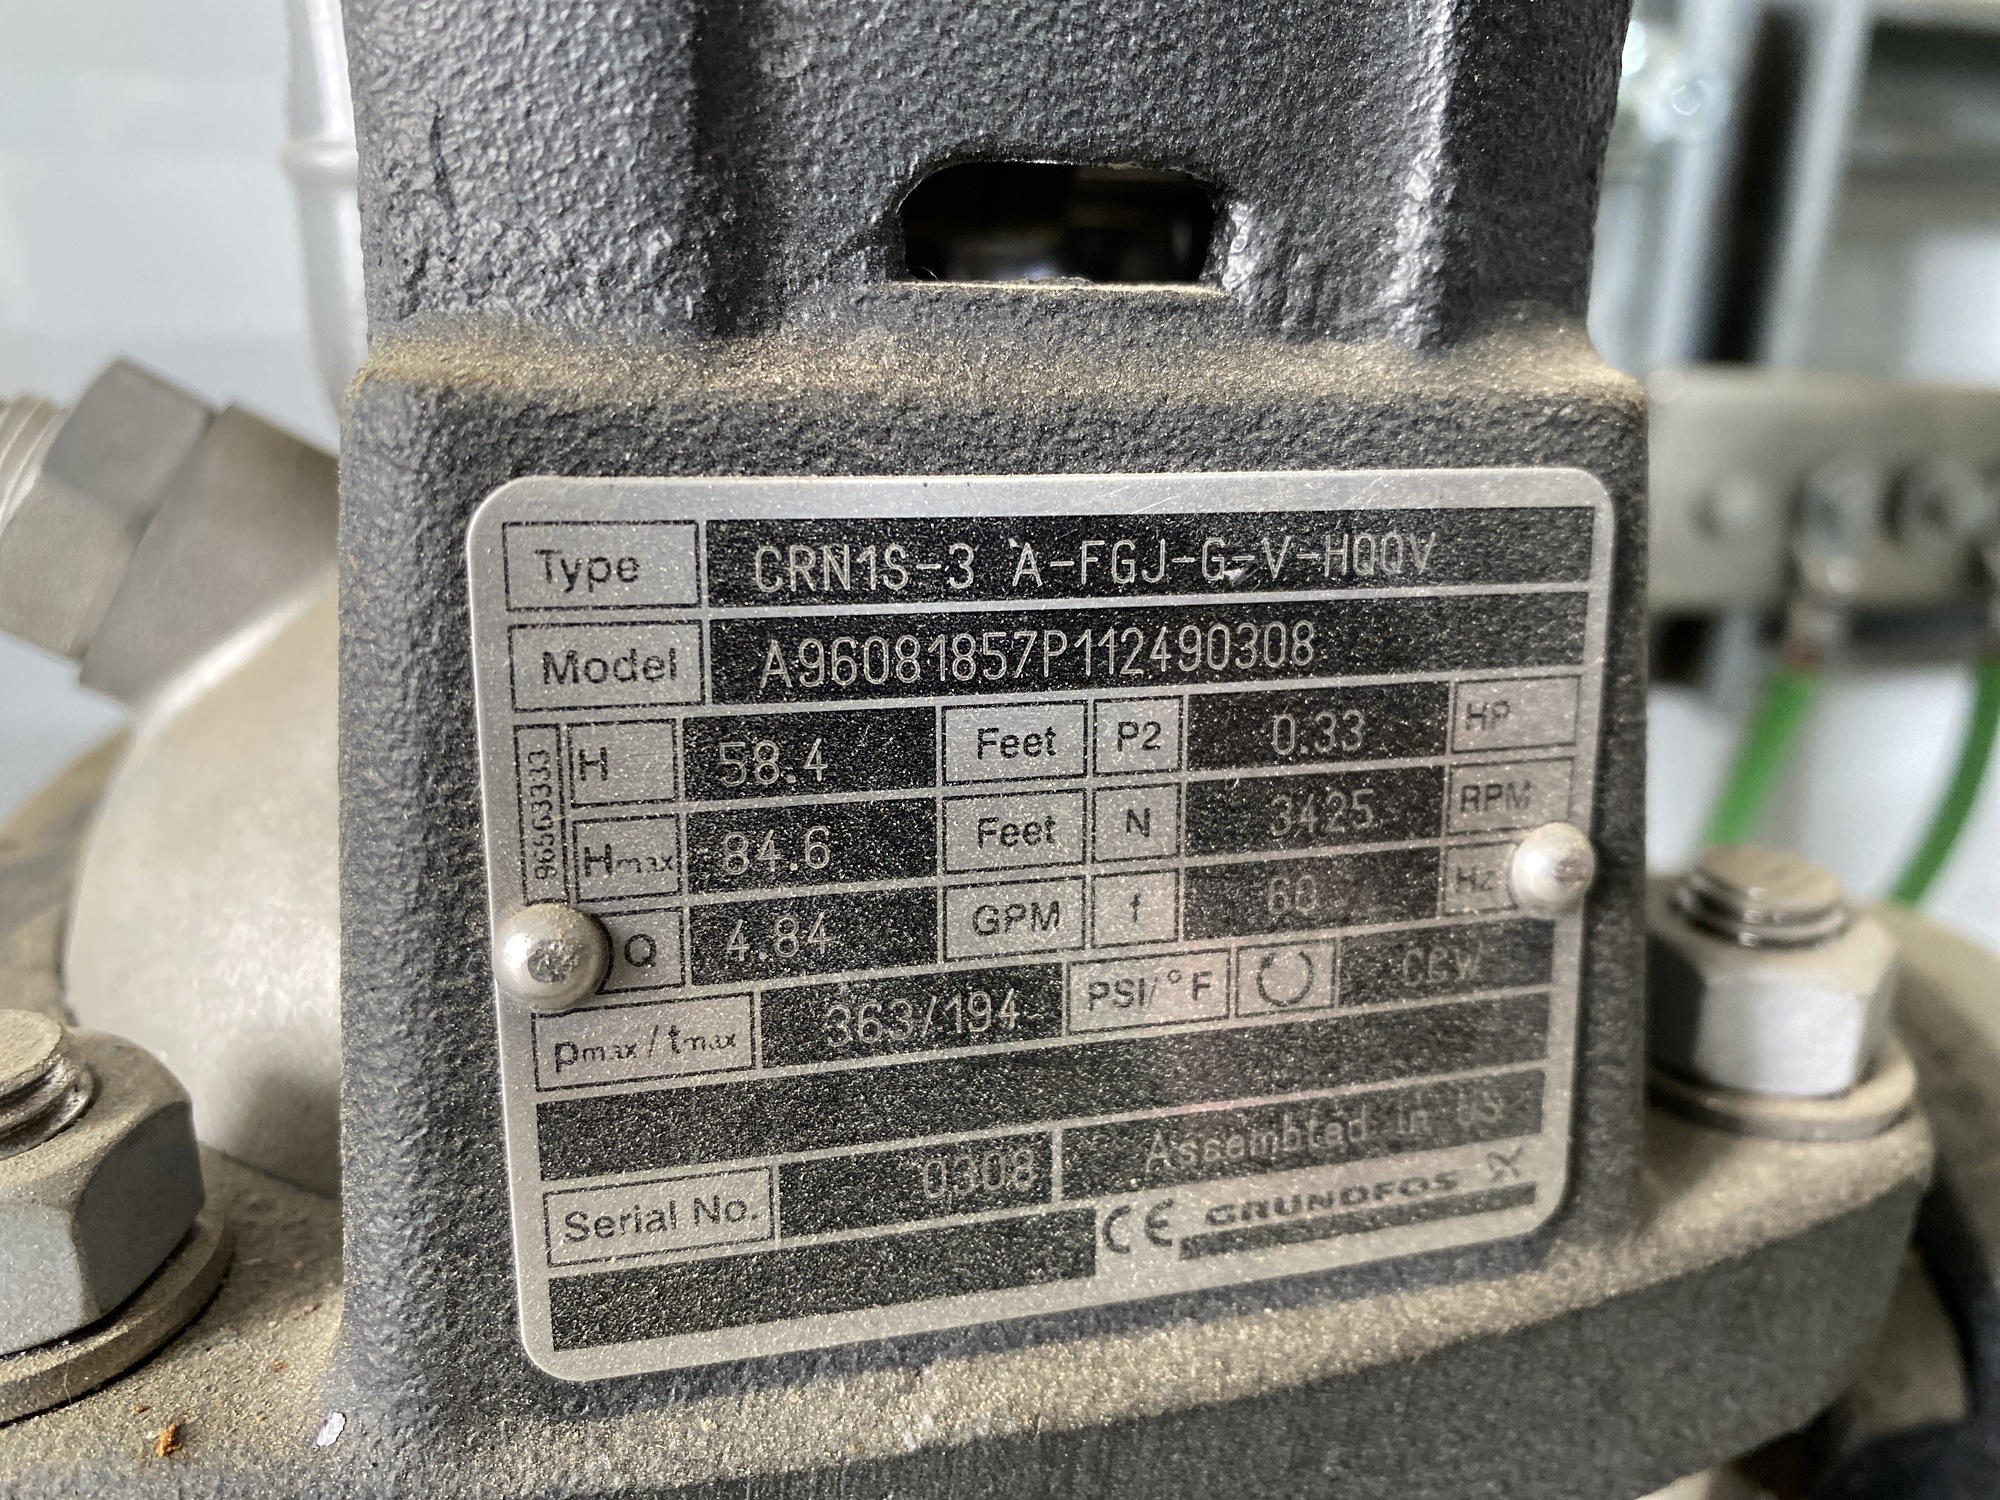 Type CRN1S-3 A-FGJ-G-V-HQQV
Model A96081857P112490308
96563333
H 58.4 Feet P2 0.33 HP
Hmax 84.6 Feet N 3425 RPM
Q 4.84 GPM f 60 Hz
pmax/tmax 363/194 PSI/°F CCW
Serial No. 0308 Assembled in US
CE GRUNDFOS